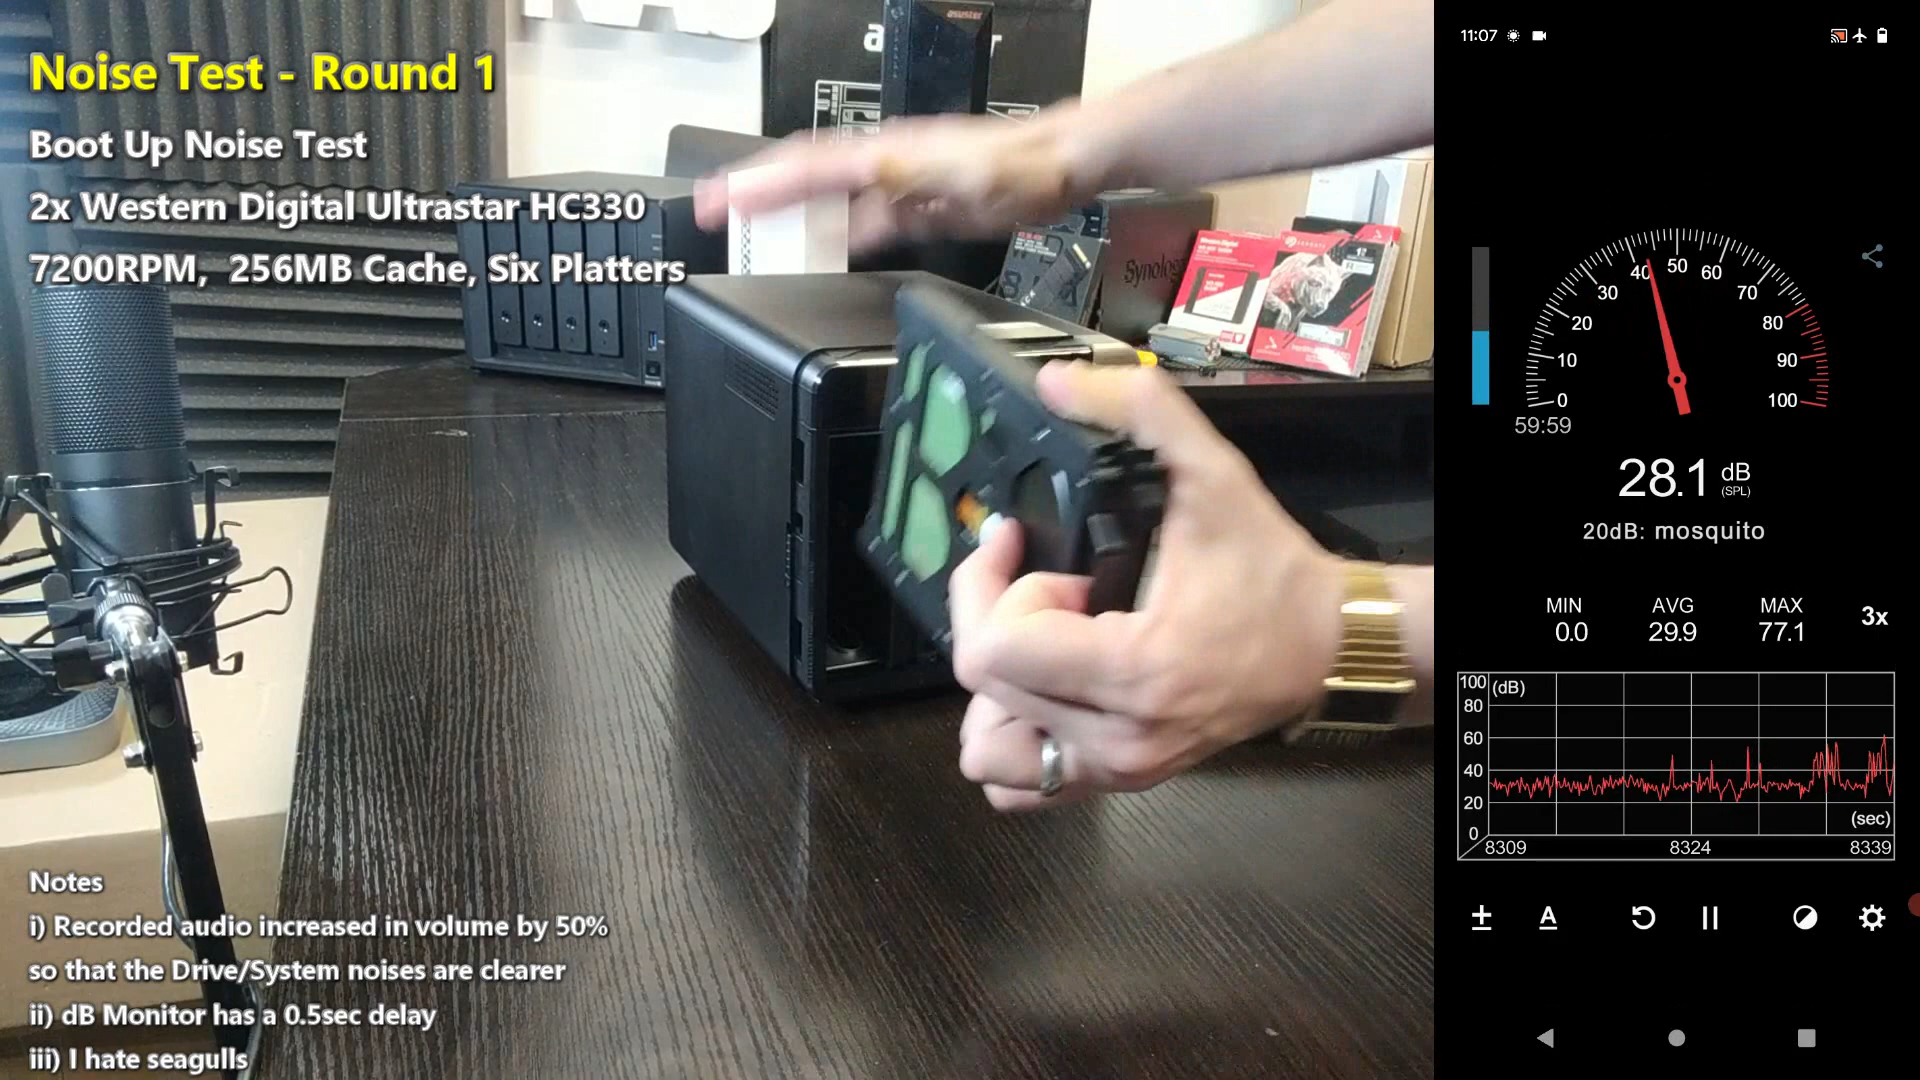 Noise Test - Round 1
Boot Up Noise Test
2x Western Digital Ultrastar HC330
7200RPM, 256MB Cache, Six Platters
Notes
i) Recorded audio increased in volume by 50%
so that the Drive/System noises are clearer
ii) dB Monitor has a 0.5sec delay
iii) I hate seagulls
asustor
Synology
11:07
0
10
20
30
40
50
60
70
80
90
100
59:59
28.1 dB
(SPL)
20dB: mosquito
MIN AVG MAX
0.0 29.9 77.1
3x
100 (dB)
80
60
40
20
0
(sec)
8309 8324 8339
A